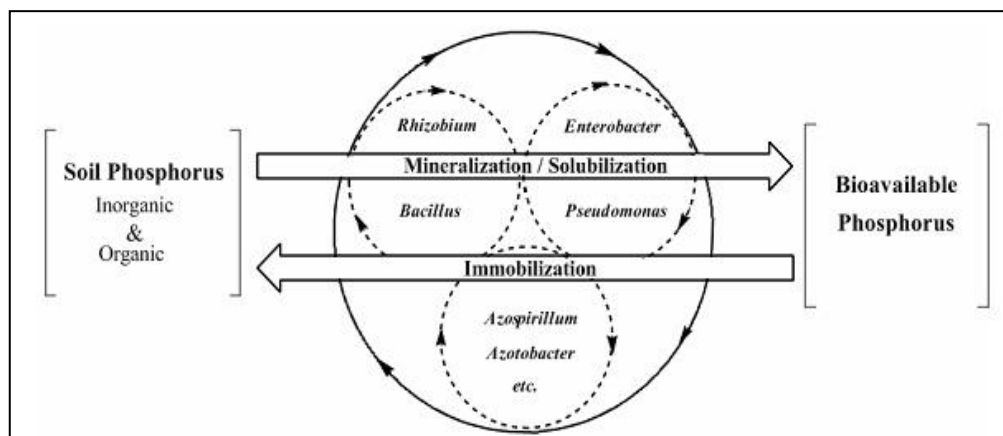 Rhizobium
Enterobacter
Mineralization / Solubilization
Soil Phosphorus
Inorganic
&
Organic
Bacillus
Pseudomonas
Bioavailable
Phosphorus
Immobilization
Azospirillum
Azotobacter
etc.